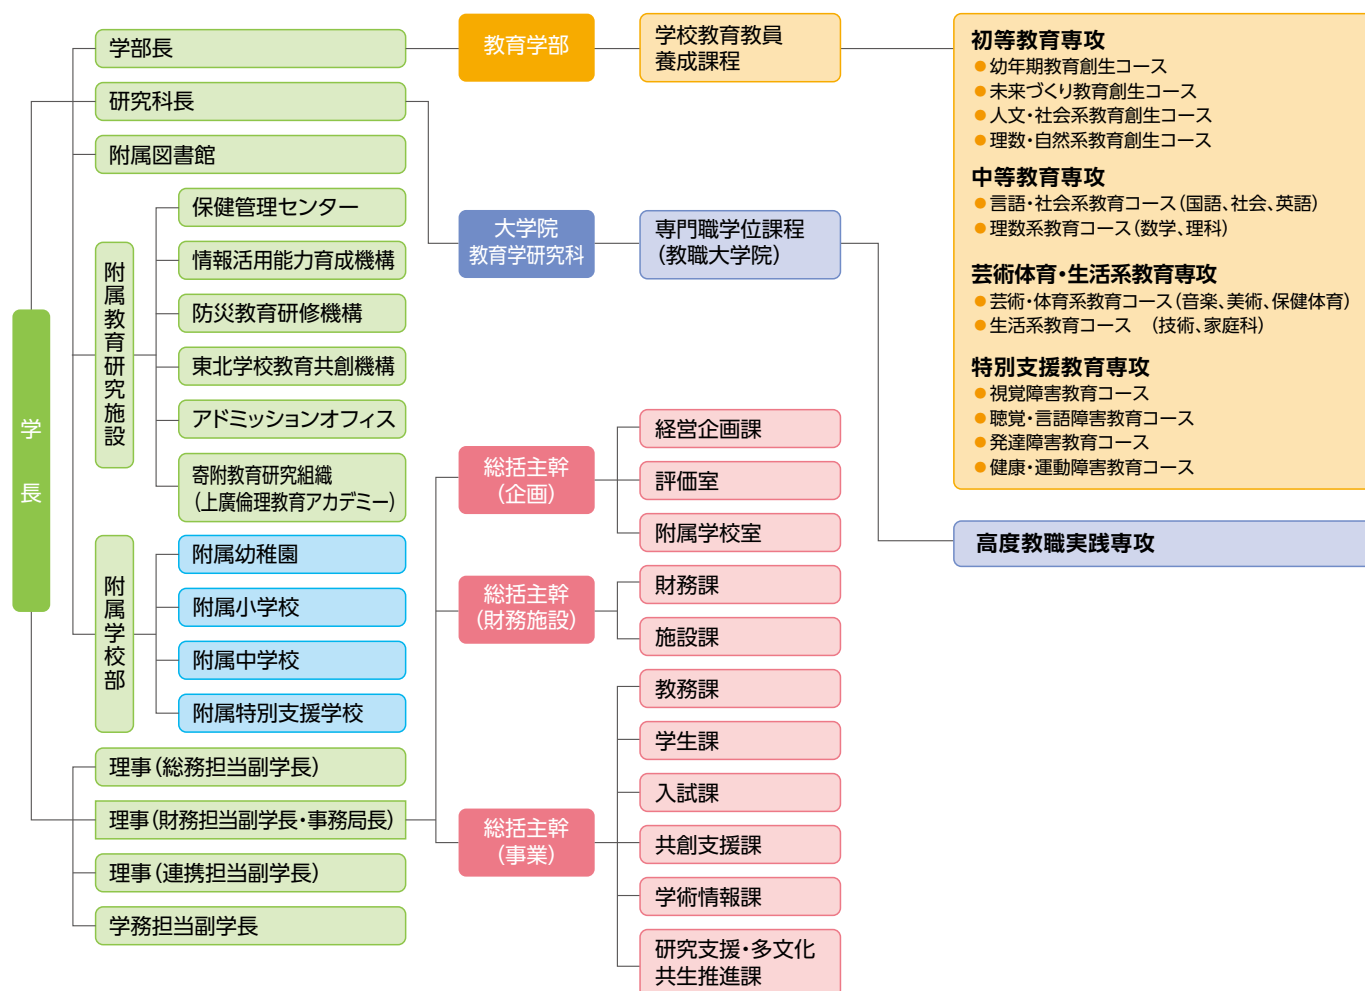 学長
学部長
研究科長
附属図書館
附属教育研究施設
保健管理センター
情報活用能力育成機構
防災教育研修機構
東北学校教育共創機構
アドミッションオフィス
寄附教育研究組織
(上廣倫理教育アカデミー)
附属学校部
附属幼稚園
附属小学校
附属中学校
附属特別支援学校
理事(総務担当副学長)
理事(財務担当副学長・事務局長)
理事(連携担当副学長)
学務担当副学長
教育学部
学校教育教員
養成課程
大学院
教育学研究科
専門職学位課程
(教職大学院)
総括主幹
(企画)
経営企画課
評価室
附属学校室
総括主幹
(財務施設)
財務課
施設課
総括主幹
(事業)
教務課
学生課
入試課
共創支援課
学術情報課
研究支援・多文化
共生推進課
初等教育専攻
●幼年期教育創生コース
●未来づくり教育創生コース
●人文・社会系教育創生コース
●理数・自然系教育創生コース
中等教育専攻
●言語・社会系教育コース(国語、社会、英語)
●理数系教育コース(数学、理科)
芸術体育・生活系教育専攻
●芸術・体育系教育コース(音楽、美術、保健体育)
●生活系教育コース (技術、家庭科)
特別支援教育専攻
●視覚障害教育コース
●聴覚・言語障害教育コース
●発達障害教育コース
●健康・運動障害教育コース
高度教職実践専攻